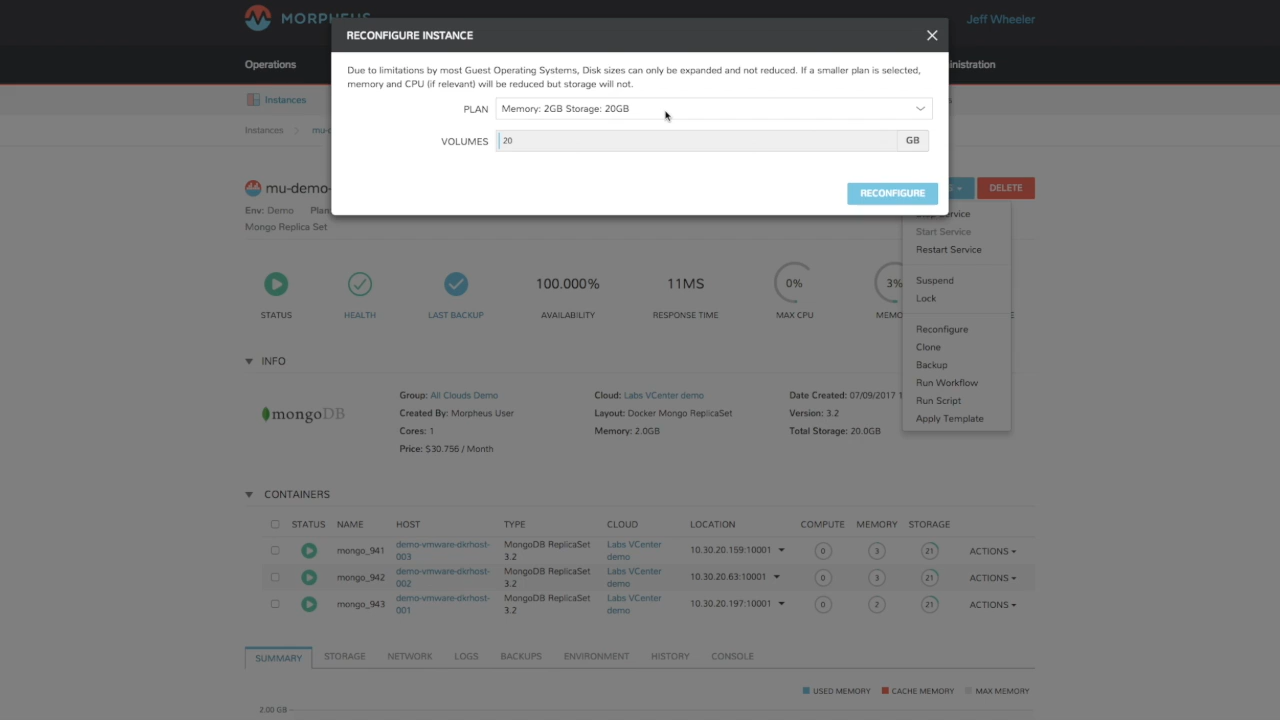 MORPHEUS
Jeff Wheeler
RECONFIGURE INSTANCE
Operations
Due to limitations by most Guest Operating Systems, Disk sizes can only be expanded and not reduced. If a smaller plan is selected,
memory and CPU (if relevant) will be reduced but storage will not.
Instances
PLAN Memory: 2GB Storage: 20GB
Instances > mu-d
VOLUMES 20 GB
mu-demo-
RECONFIGURE
DELETE
Env: Demo Plan
Mongo Replica Set
Stop Service
Start Service
Restart Service
Suspend
Lock
Reconfigure
Clone
Backup
Run Workflow
Run Script
Apply Template
100.000% 11MS 0% 3%
STATUS HEALTH LAST BACKUP AVAILABILITY RESPONSE TIME MAX CPU MEMO
INFO
mongoDB
Group: All Clouds Demo Cloud: Labs VCenter demo Date Created: 07/09/2017 1
Created By: Morpheus User Layout: Docker Mongo ReplicaSet Version: 3.2
Cores: 1 Memory: 2.0GB Total Storage: 20.0GB
Price: $30.756 / Month
CONTAINERS
STATUS NAME HOST TYPE CLOUD LOCATION COMPUTE MEMORY STORAGE
mongo_941 demo-vmware-dkrhost-003 MongoDB ReplicaSet 3.2 Labs VCenter demo 10.30.20.159:10001 0 3 21 ACTIONS
mongo_942 demo-vmware-dkrhost-002 MongoDB ReplicaSet 3.2 Labs VCenter demo 10.30.20.63:10001 0 3 21 ACTIONS
mongo_943 demo-vmware-dkrhost-001 MongoDB ReplicaSet 3.2 Labs VCenter demo 10.30.20.197:10001 0 2 21 ACTIONS
SUMMARY STORAGE NETWORK LOGS BACKUPS ENVIRONMENT HISTORY CONSOLE
USED MEMORY CACHE MEMORY MAX MEMORY
2.00 GB